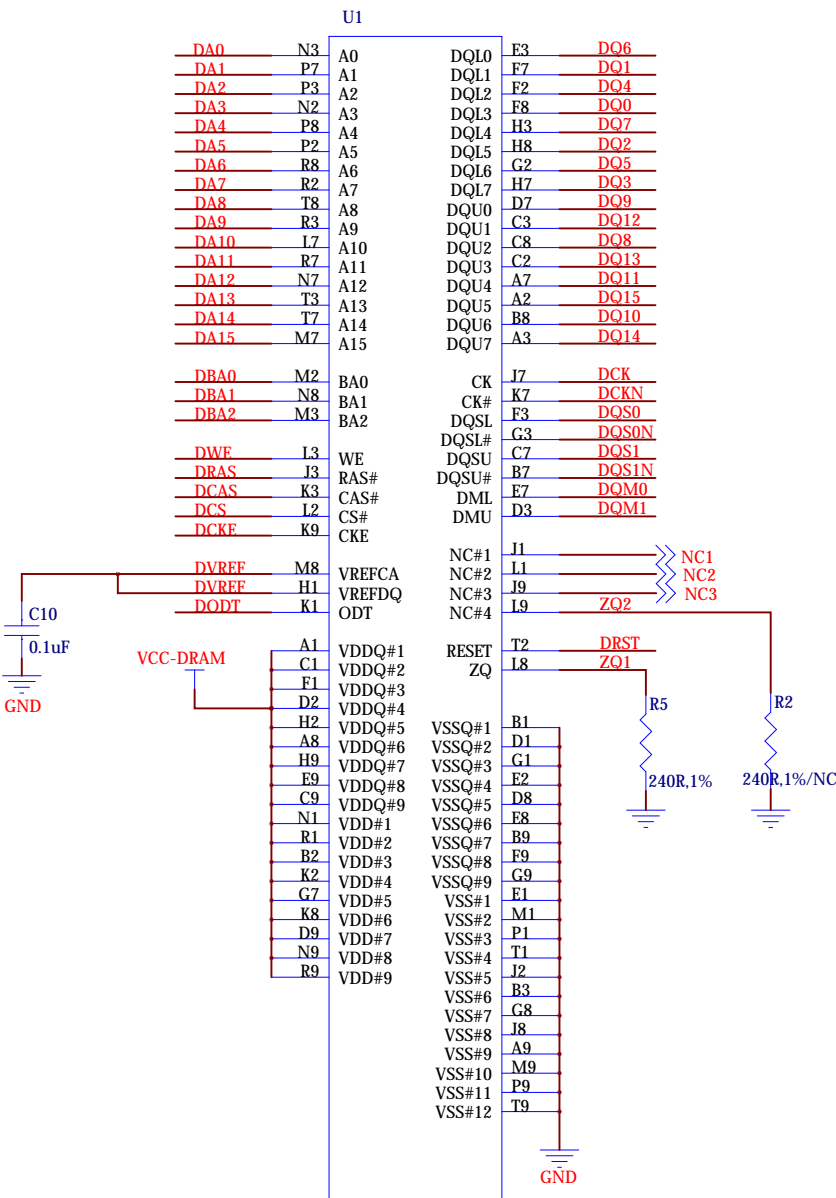 U1
DA0 N3 A0 DQL0 E3 DQ6
DA1 P7 A1 DQL1 F7 DQ1
DA2 P3 A2 DQL2 F2 DQ4
DA3 N2 A3 DQL3 F8 DQ0
DA4 P8 A4 DQL4 H3 DQ7
DA5 P2 A5 DQL5 H8 DQ2
DA6 R8 A6 DQL6 G2 DQ5
DA7 R2 A7 DQL7 H7 DQ3
DA8 T8 A8 DQU0 D7 DQ9
DA9 R3 A9 DQU1 C3 DQ12
DA10 L7 A10 DQU2 C8 DQ8
DA11 R7 A11 DQU3 C2 DQ13
DA12 N7 A12 DQU4 A7 DQ11
DA13 T3 A13 DQU5 A2 DQ15
DA14 T7 A14 DQU6 B8 DQ10
DA15 M7 A15 DQU7 A3 DQ14
DBA0 M2 BA0 CK J7 DCK
DBA1 N8 BA1 CK# K7 DCKN
DBA2 M3 BA2 DQSL F3 DQS0
DQSL# G3 DQS0N
DWE L3 WE DQSU C7 DQS1
DRAS J3 RAS# DQSU# B7 DQS1N
DCAS K3 CAS# DML E7 DQM0
DCS L2 CS# DMU D3 DQM1
DCKE K9 CKE
NC#1 J1 NC1
DVREF M8 VREFCA NC#2 L1 NC2
DVREF H1 VREFDQ NC#3 J9 NC3
DODT K1 ODT NC#4 L9 ZQ2
C10
0.1uF
GND
VCC-DRAM
A1 VDDQ#1 RESET T2 DRST
C1 VDDQ#2 ZQ L8 ZQ1
F1 VDDQ#3
D2 VDDQ#4
R5
240R,1%
R2
240R,1%/NC
H2 VDDQ#5 VSSQ#1 B1
A8 VDDQ#6 VSSQ#2 D1
H9 VDDQ#7 VSSQ#3 G1
E9 VDDQ#8 VSSQ#4 E2
C9 VDDQ#9 VSSQ#5 D8
N1 VDD#1 VSSQ#6 E8
R1 VDD#2 VSSQ#7 B9
B2 VDD#3 VSSQ#8 F9
K2 VDD#4 VSSQ#9 G9
G7 VDD#5 VSS#1 E1
K8 VDD#6 VSS#2 M1
D9 VDD#7 VSS#3 P1
N9 VDD#8 VSS#4 T1
R9 VDD#9 VSS#5 J2
VSS#6 B3
VSS#7 G8
VSS#8 J8
VSS#9 A9
VSS#10 M9
VSS#11 P9
VSS#12 T9
GND